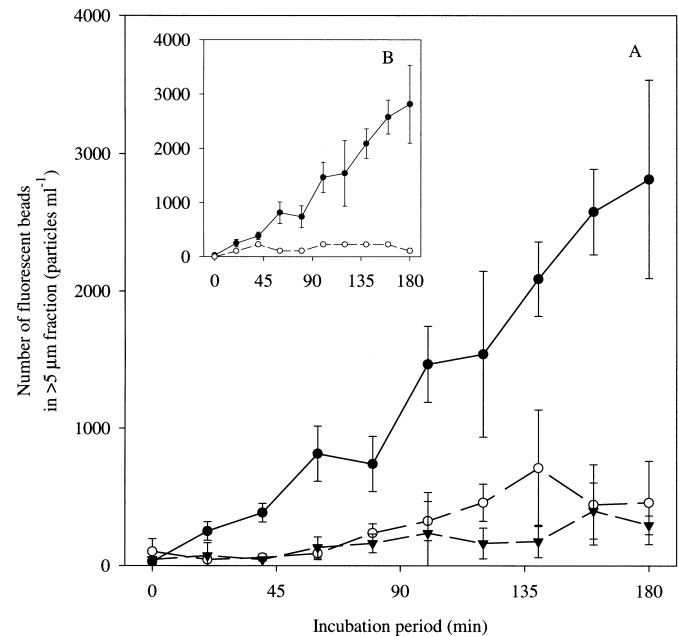 4000
3000
2000
1000
0
A
4000
3000
2000
1000
0
B
0 45 90 135 180
Number of fluorescent beads
in >5 µm fraction (particles ml⁻¹)
0 45 90 135 180
Incubation period (min)